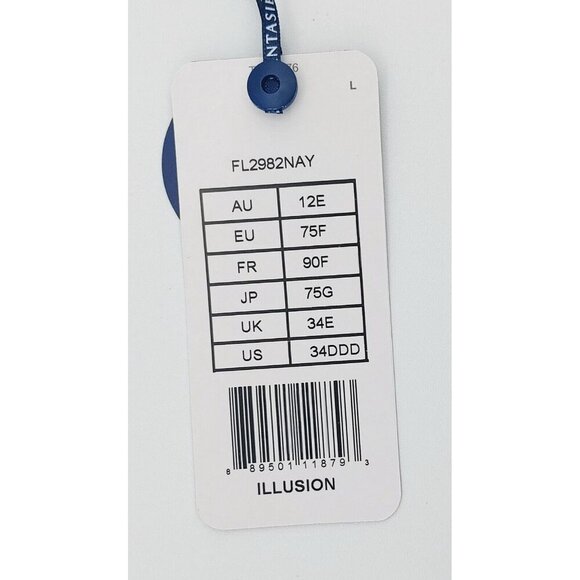 L
FL2982NAY
AU 12E
EU 75F
FR 90F
JP 75G
UK 34E
US 34DDD
8 89501 11879 3
ILLUSION